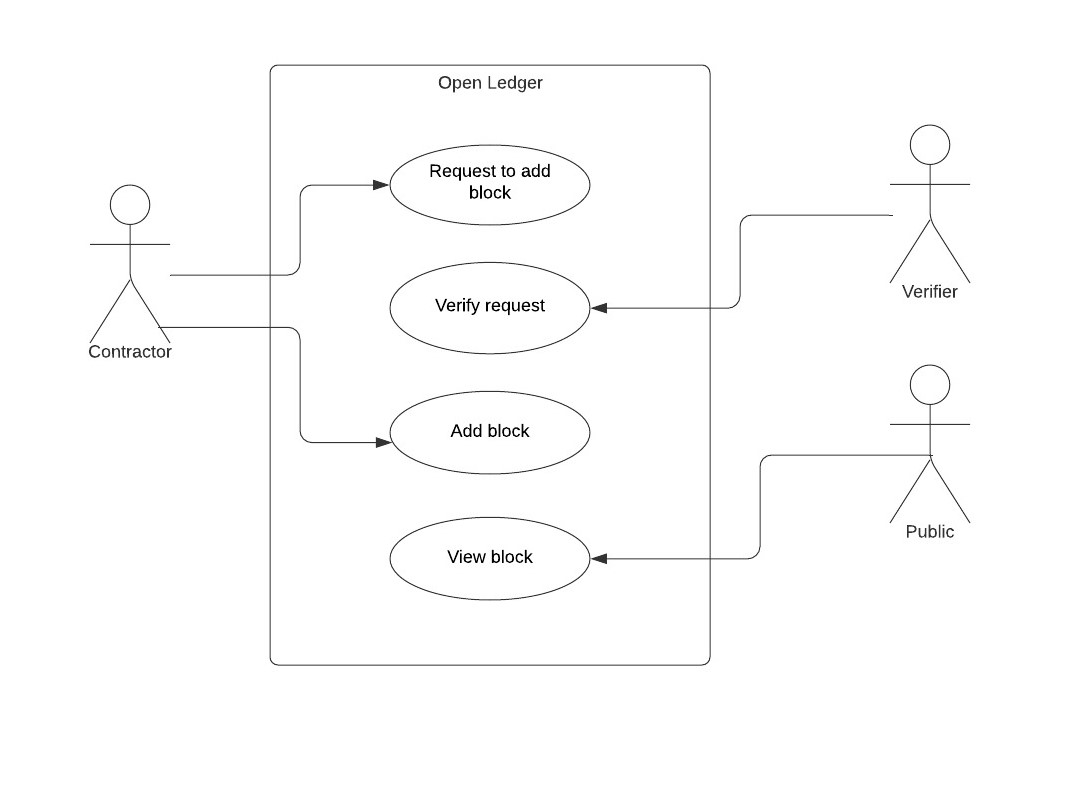 Open Ledger
Request to add
block
Verify request
Add block
View block
Contractor
Verifier
Public